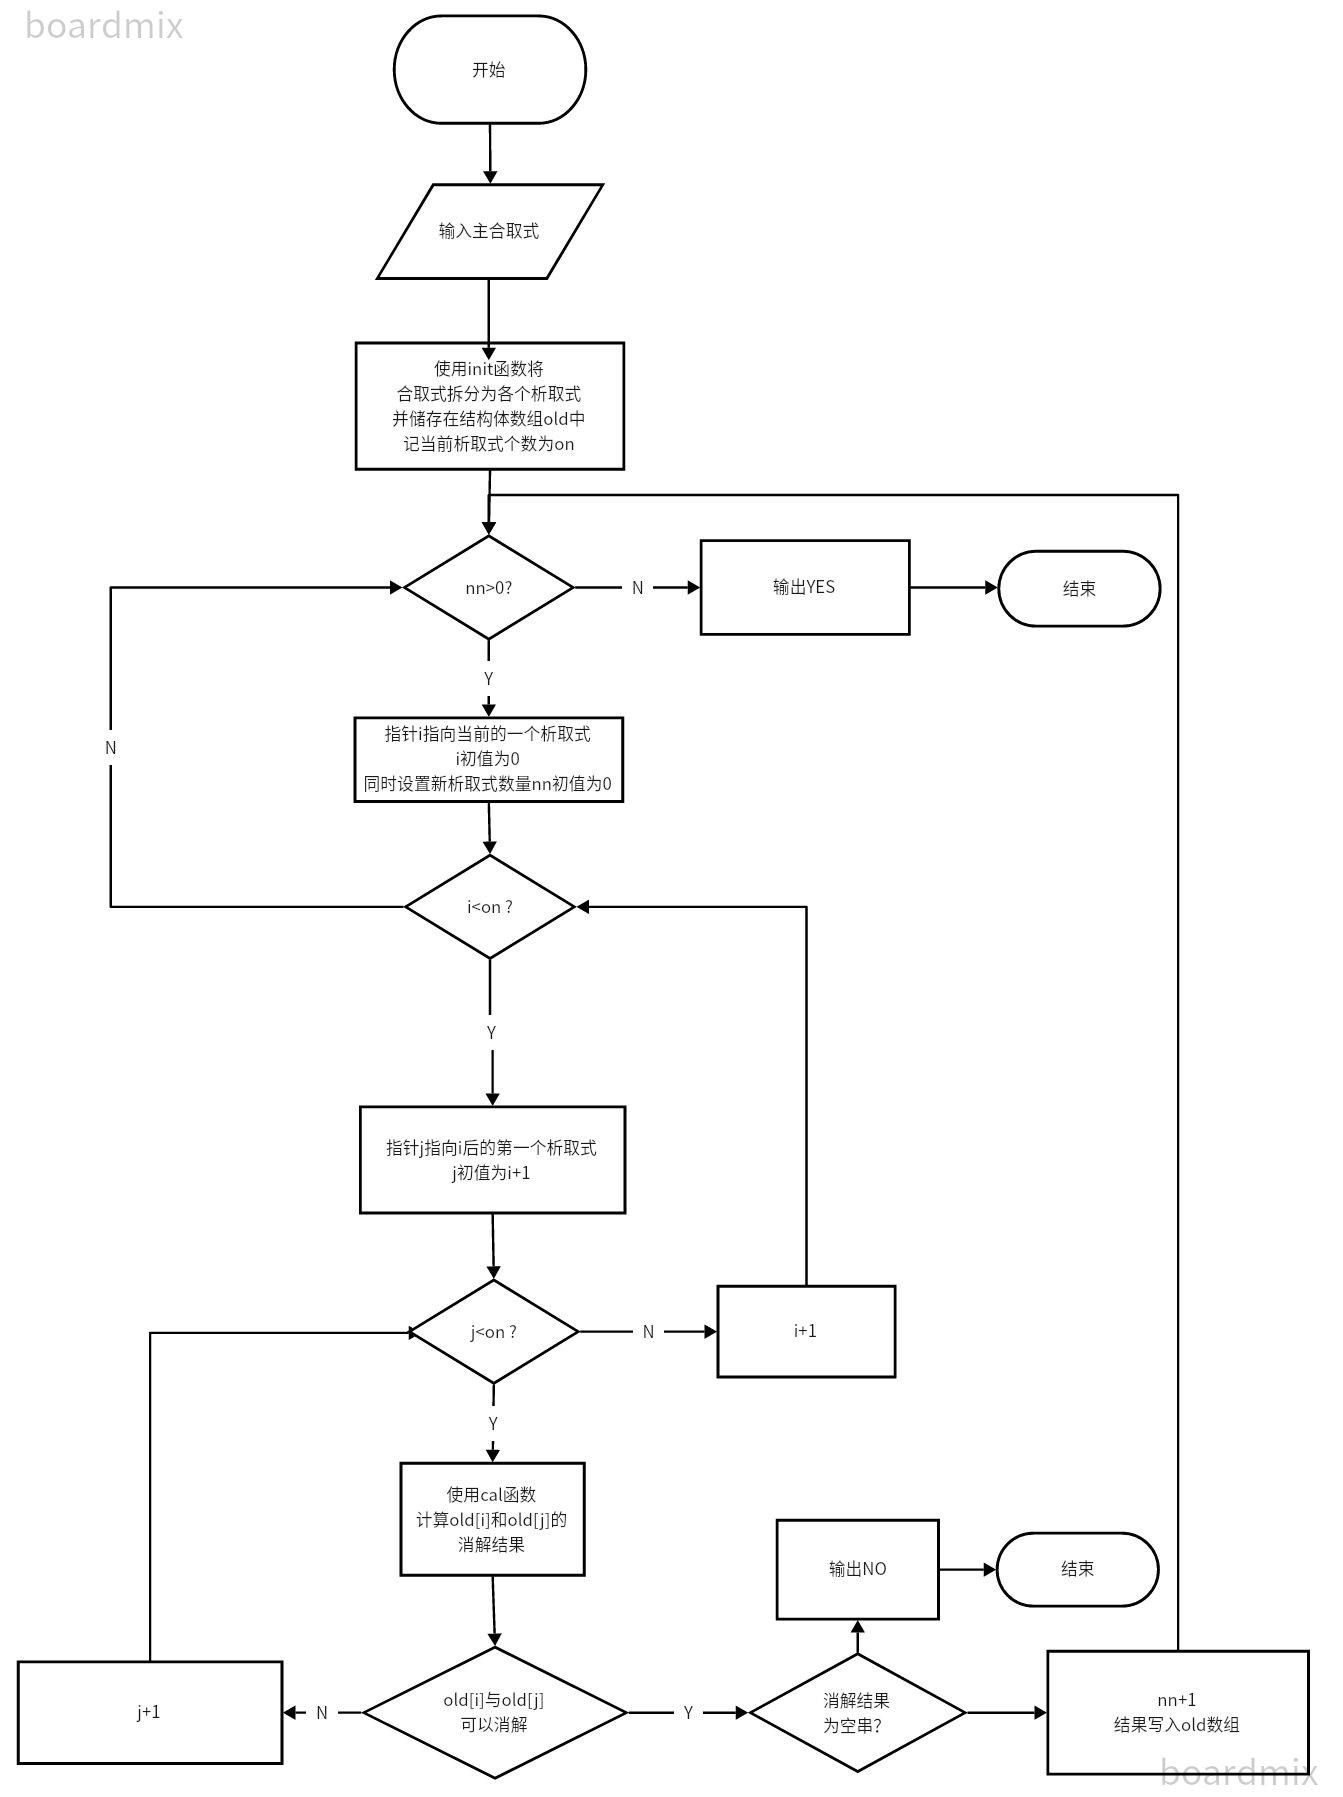 boardmix
开始
输入主合取式
使用init函数将
合取式拆分为各个析取式
并储存在结构体数组old中
记当前析取式个数为on
nn>0?
N
输出YES
结束
Y
指针i指向当前的一个析取式
i初值为0
同时设置新析取式数量nn初值为0
N
i<on ?
Y
指针j指向i后的第一个析取式
j初值为i+1
j<on ?
N
i+1
Y
使用cal函数
计算old[i]和old[j]的
消解结果
输出NO
结束
j+1
N
old[i]与old[j]
可以消解
Y
消解结果
为空串?
nn+1
结果写入old数组
boardmix